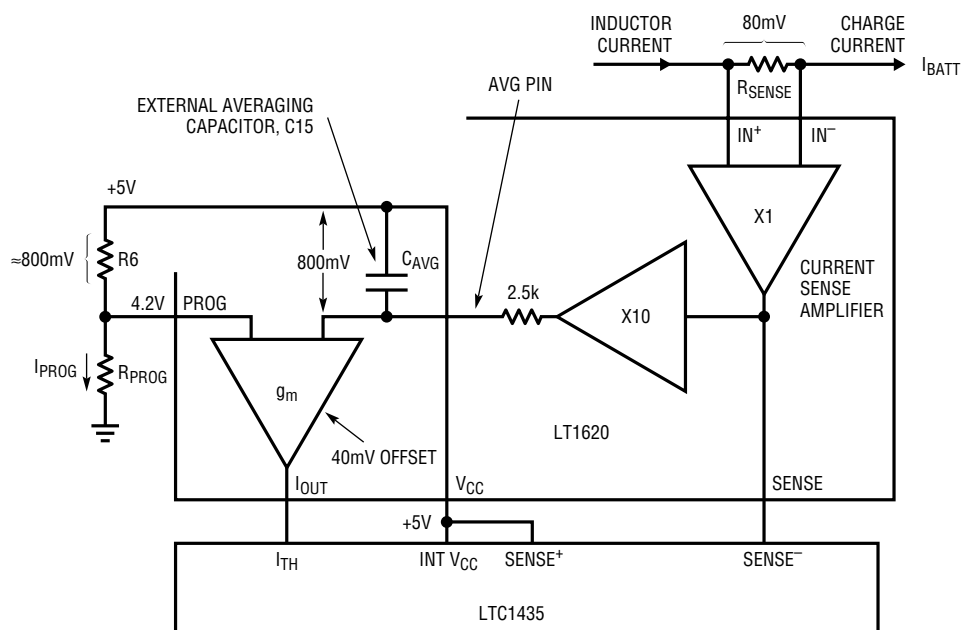 INDUCTOR
CURRENT
80mV
CHARGE
CURRENT
I_BATT
R_SENSE
AVG PIN
EXTERNAL AVERAGING
CAPACITOR, C15
IN+
IN–
+5V
X1
≈800mV
R6
800mV
C_AVG
CURRENT
SENSE
AMPLIFIER
2.5k
4.2V
PROG
X10
I_PROG
R_PROG
g_m
LT1620
40mV OFFSET
I_OUT
V_CC
SENSE
+5V
I_TH
INT V_CC
SENSE+
SENSE–
LTC1435